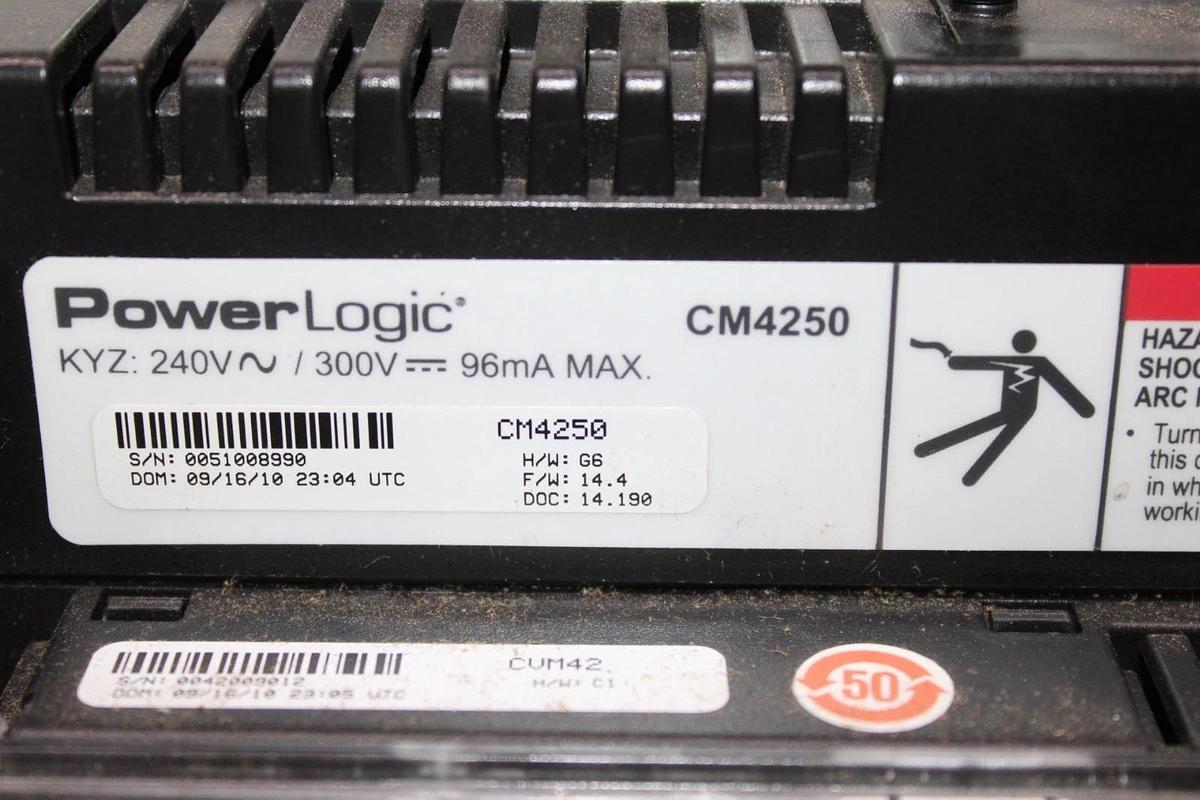 PowerLogic®
CM4250
KYZ: 240V~ / 300V⎓ 96mA MAX.
CM4250
S/N: 0051008990
H/W: G6
DOM: 09/16/10 23:04 UTC
F/W: 14.4
DOC: 14.190
HAZA
SHOC
ARC
• Turn
this
in wh
worki
CVM42
S/N: 0042009012
H/W: C1
DOM: 09/16/10 23:05 UTC
50